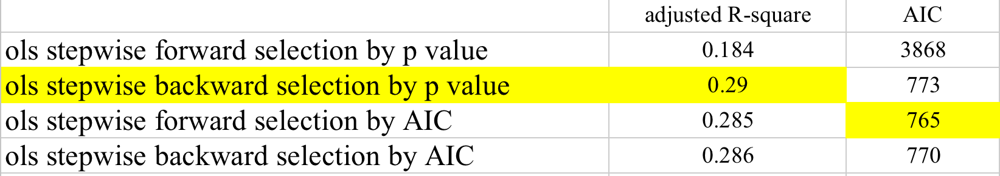 adjusted R-square AIC
ols stepwise forward selection by p value 0.184 3868
ols stepwise backward selection by p value 0.29 773
ols stepwise forward selection by AIC 0.285 765
ols stepwise backward selection by AIC 0.286 770